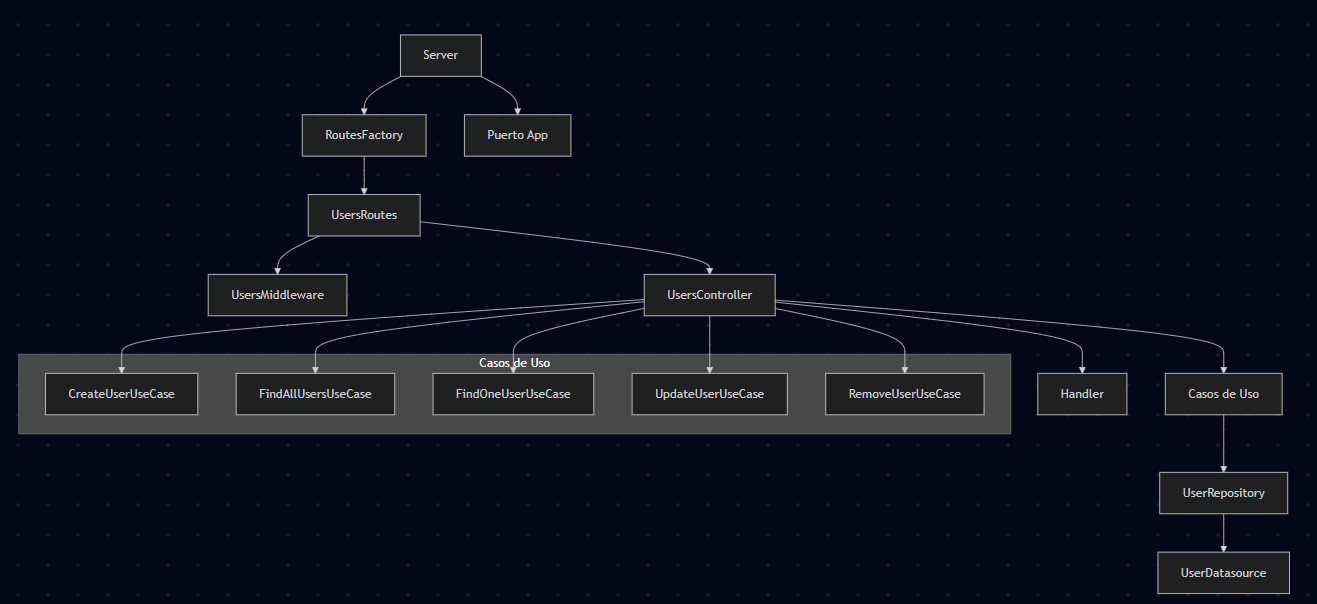 Server
RoutesFactory
Puerto App
UsersRoutes
UsersMiddleware
UsersController
Casos de Uso
CreateUserUseCase
FindAllUsersUseCase
FindOneUserUseCase
UpdateUserUseCase
RemoveUserUseCase
Handler
Casos de Uso
UserRepository
UserDatasource